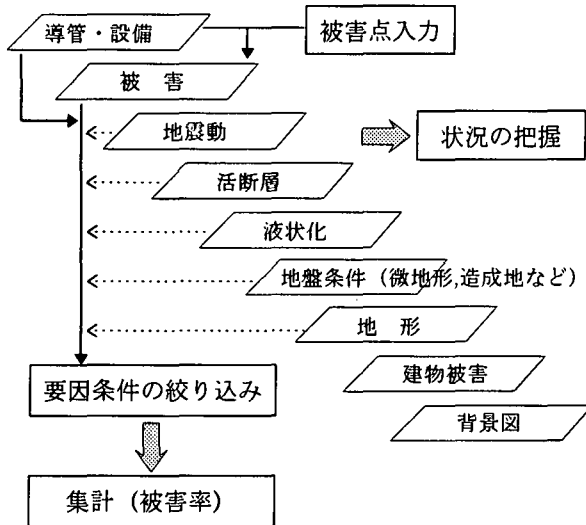 導管・設備
被害点入力
被　害
地震動
状況の把握
活断層
液状化
地盤条件（微地形,造成地など）
地　形
要因条件の絞り込み
建物被害
背景図
集計（被害率）